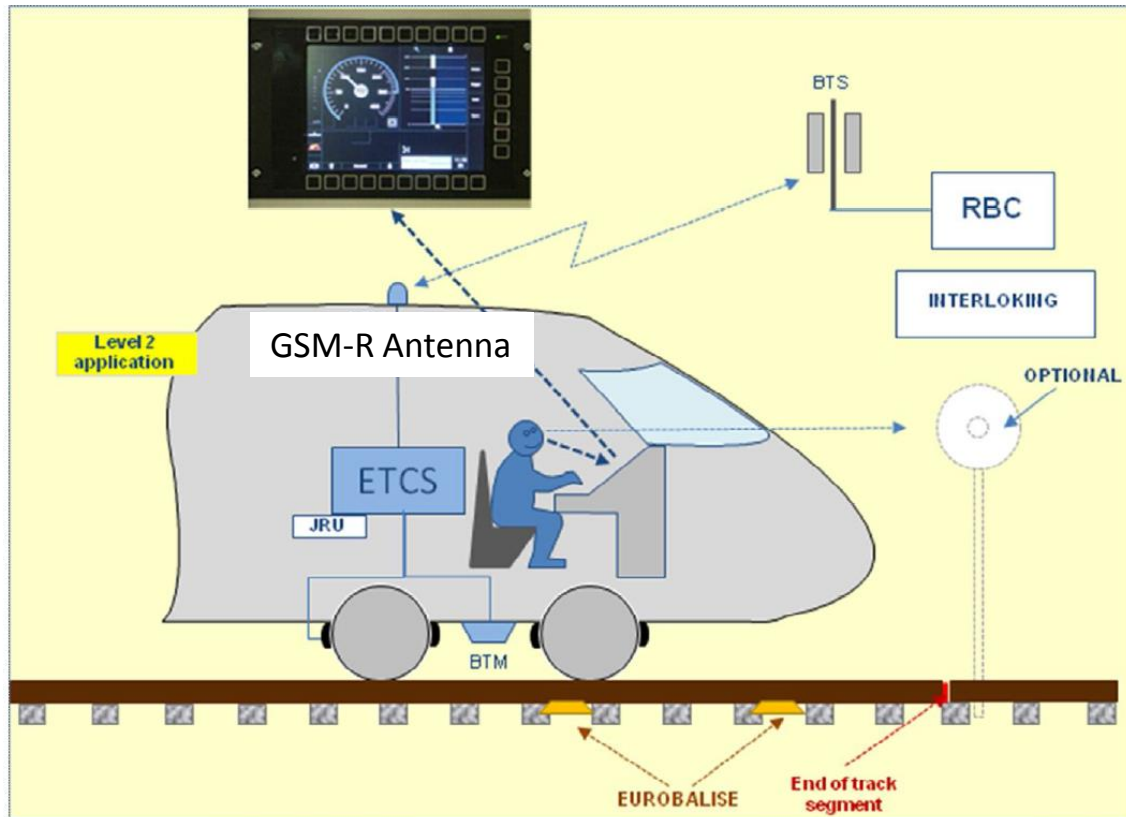 BTS
RBC
INTERLOKING
Level 2
application
GSM-R Antenna
OPTIONAL
ETCS
JRU
BTM
EUROBALISE
End of track
segment